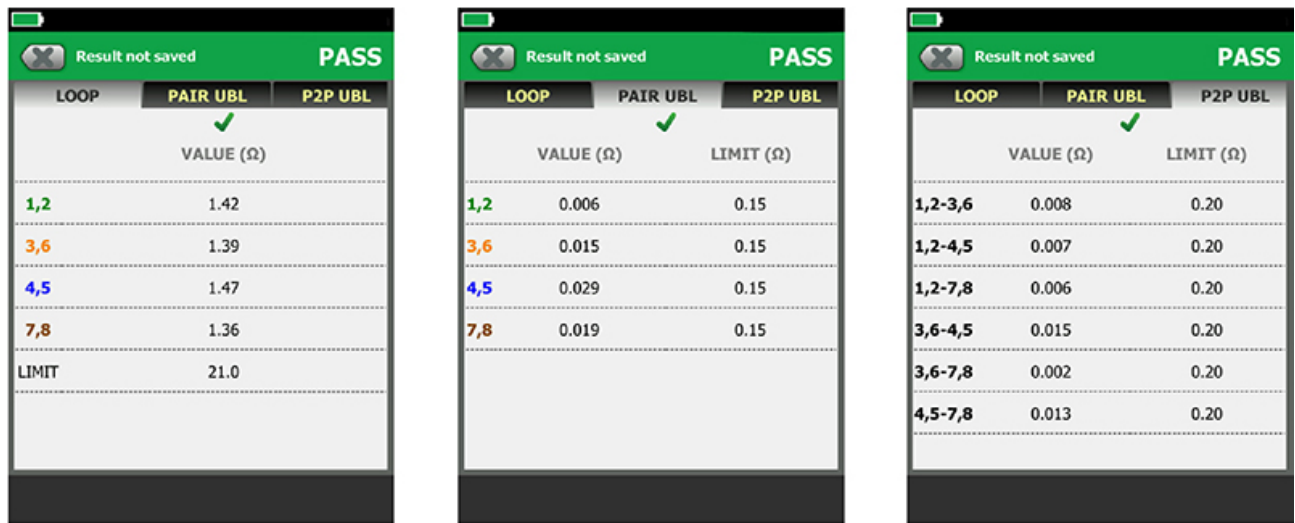 Result not saved PASS
LOOP PAIR UBL P2P UBL
VALUE (Ω)
1,2 1.42
3,6 1.39
4,5 1.47
7,8 1.36
LIMIT 21.0
Result not saved PASS
LOOP PAIR UBL P2P UBL
VALUE (Ω) LIMIT (Ω)
1,2 0.006 0.15
3,6 0.015 0.15
4,5 0.029 0.15
7,8 0.019 0.15
Result not saved PASS
LOOP PAIR UBL P2P UBL
VALUE (Ω) LIMIT (Ω)
1,2-3,6 0.008 0.20
1,2-4,5 0.007 0.20
1,2-7,8 0.006 0.20
3,6-4,5 0.015 0.20
3,6-7,8 0.002 0.20
4,5-7,8 0.013 0.20